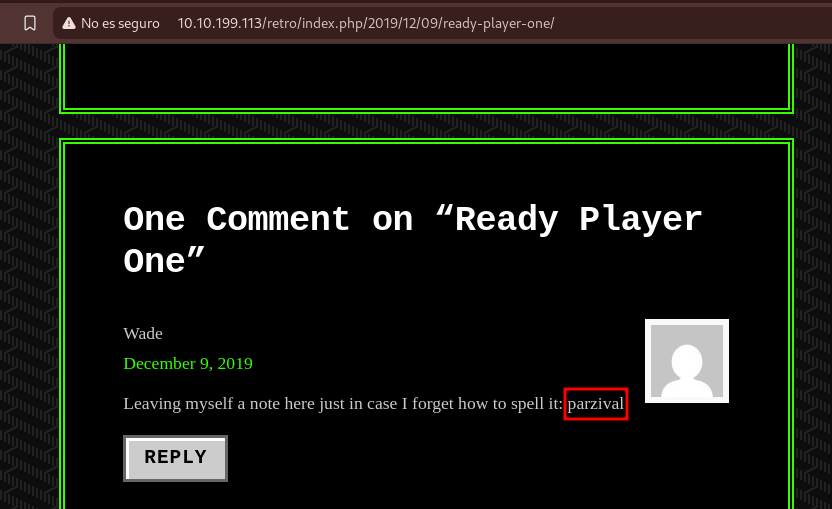 No es seguro 10.10.199.113/retro/index.php/2019/12/09/ready-player-one/
One Comment on “Ready Player
One”
Wade
December 9, 2019
Leaving myself a note here just in case I forget how to spell it: parzival
REPLY